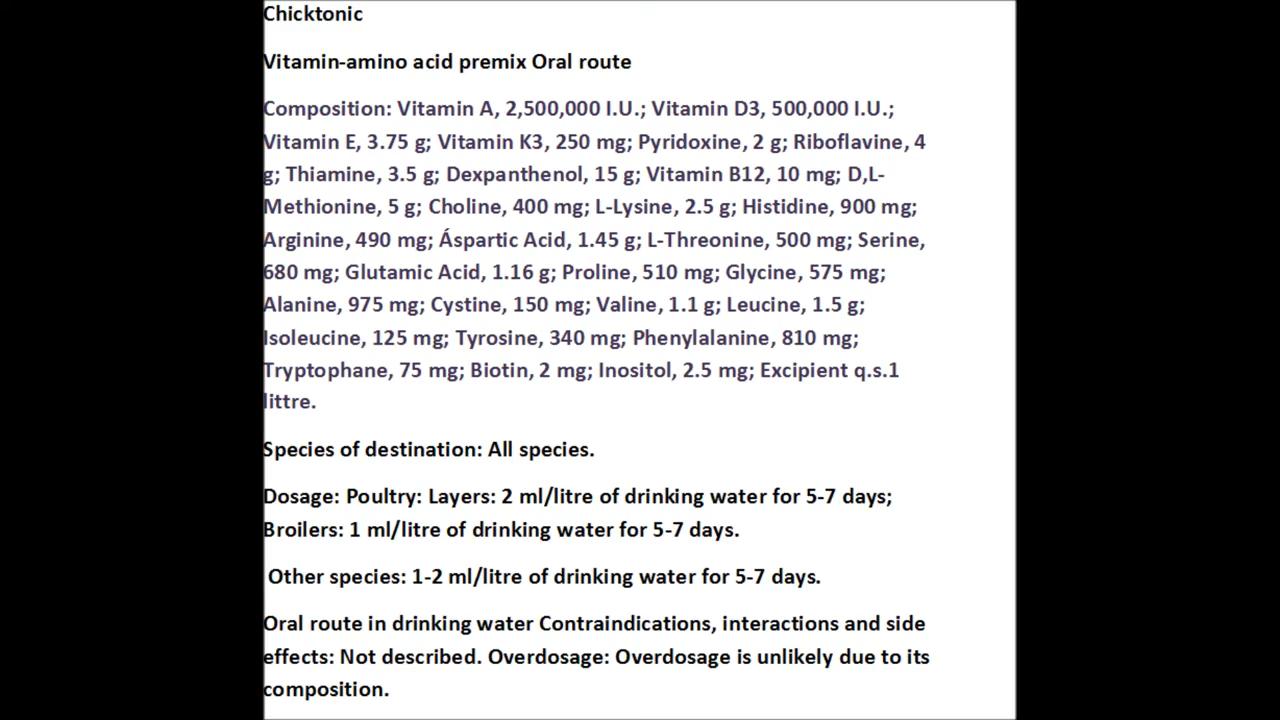 Chicktonic
Vitamin-amino acid premix Oral route
Composition: Vitamin A, 2,500,000 I.U.; Vitamin D3, 500,000 I.U.;
Vitamin E, 3.75 g; Vitamin K3, 250 mg; Pyridoxine, 2 g; Riboflavine, 4
g; Thiamine, 3.5 g; Dexpanthenol, 15 g; Vitamin B12, 10 mg; D,L-
Methionine, 5 g; Choline, 400 mg; L-Lysine, 2.5 g; Histidine, 900 mg;
Arginine, 490 mg; Áspartic Acid, 1.45 g; L-Threonine, 500 mg; Serine,
680 mg; Glutamic Acid, 1.16 g; Proline, 510 mg; Glycine, 575 mg;
Alanine, 975 mg; Cystine, 150 mg; Valine, 1.1 g; Leucine, 1.5 g;
Isoleucine, 125 mg; Tyrosine, 340 mg; Phenylalanine, 810 mg;
Tryptophane, 75 mg; Biotin, 2 mg; Inositol, 2.5 mg; Excipient q.s.1
littre.
Species of destination: All species.
Dosage: Poultry: Layers: 2 ml/litre of drinking water for 5-7 days;
Broilers: 1 ml/litre of drinking water for 5-7 days.
Other species: 1-2 ml/litre of drinking water for 5-7 days.
Oral route in drinking water Contraindications, interactions and side
effects: Not described. Overdosage: Overdosage is unlikely due to its
composition.